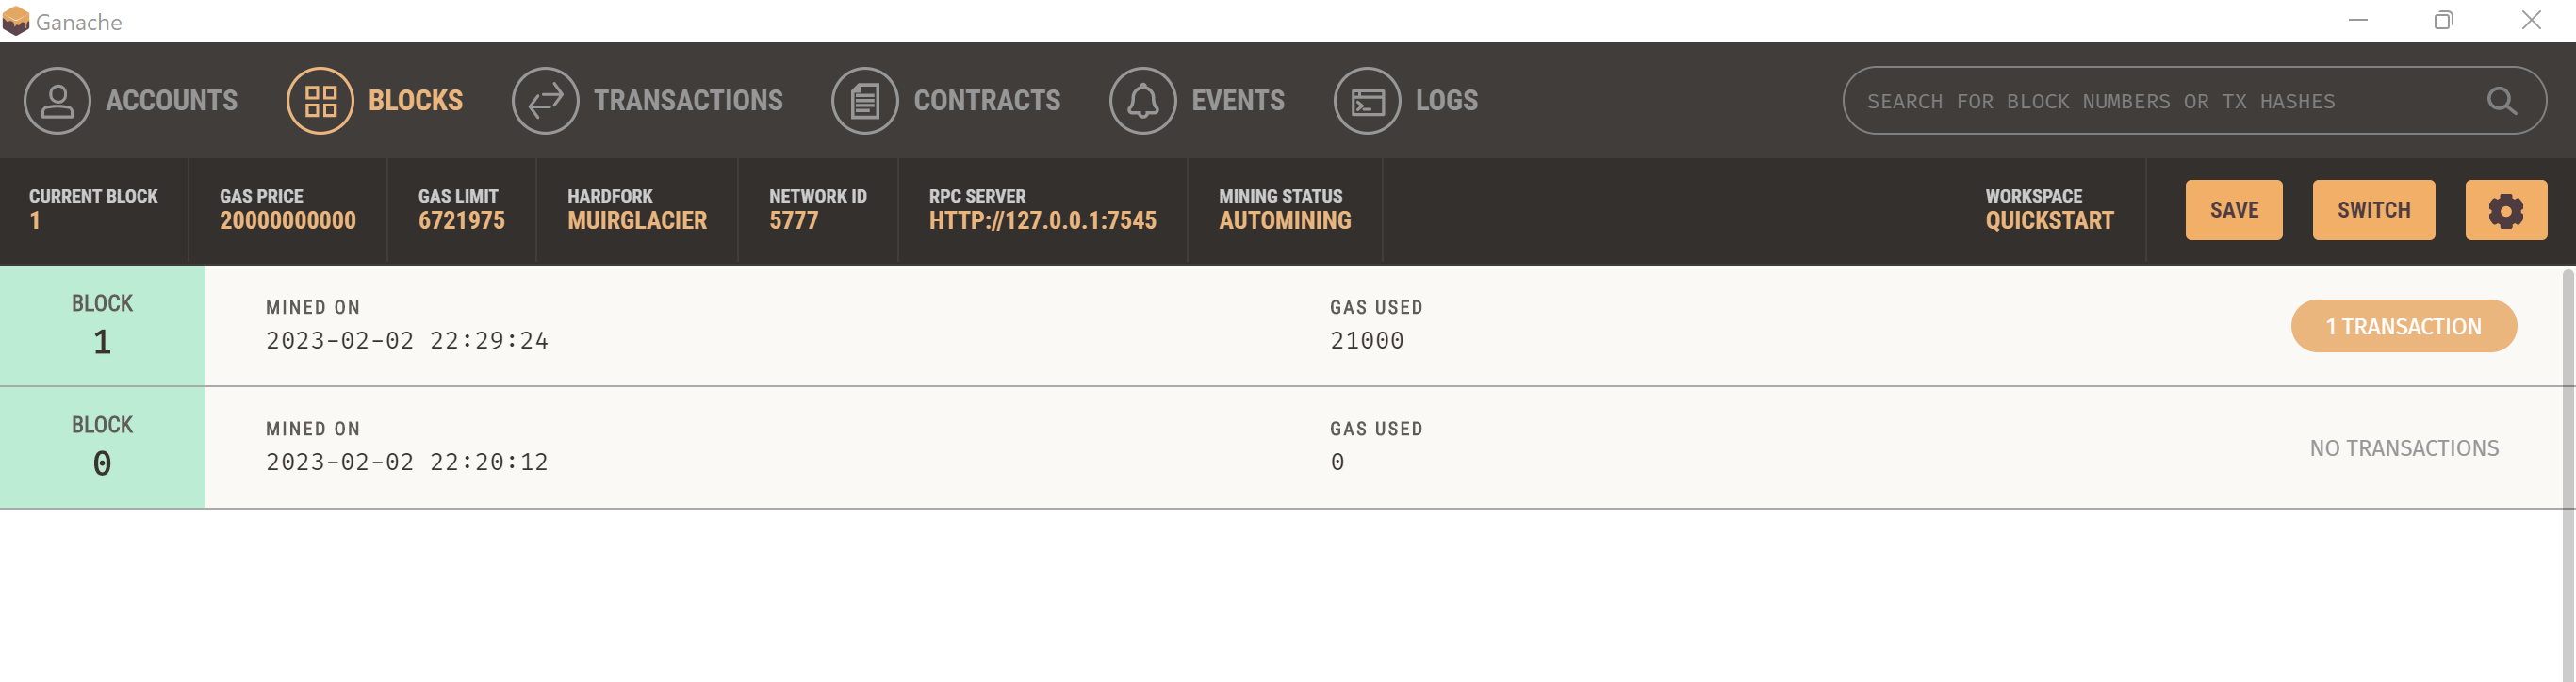 Ganache
ACCOUNTS BLOCKS TRANSACTIONS CONTRACTS EVENTS LOGS SEARCH FOR BLOCK NUMBERS OR TX HASHES
CURRENT BLOCK GAS PRICE GAS LIMIT HARDFORK NETWORK ID RPC SERVER MINING STATUS WORKSPACE
1 20000000000 6721975 MUIRGLACIER 5777 HTTP://127.0.0.1:7545 AUTOMINING QUICKSTART SAVE SWITCH
BLOCK MINED ON GAS USED
1 2023-02-02 22:29:24 21000 1 TRANSACTION
BLOCK MINED ON GAS USED
0 2023-02-02 22:20:12 0 NO TRANSACTIONS